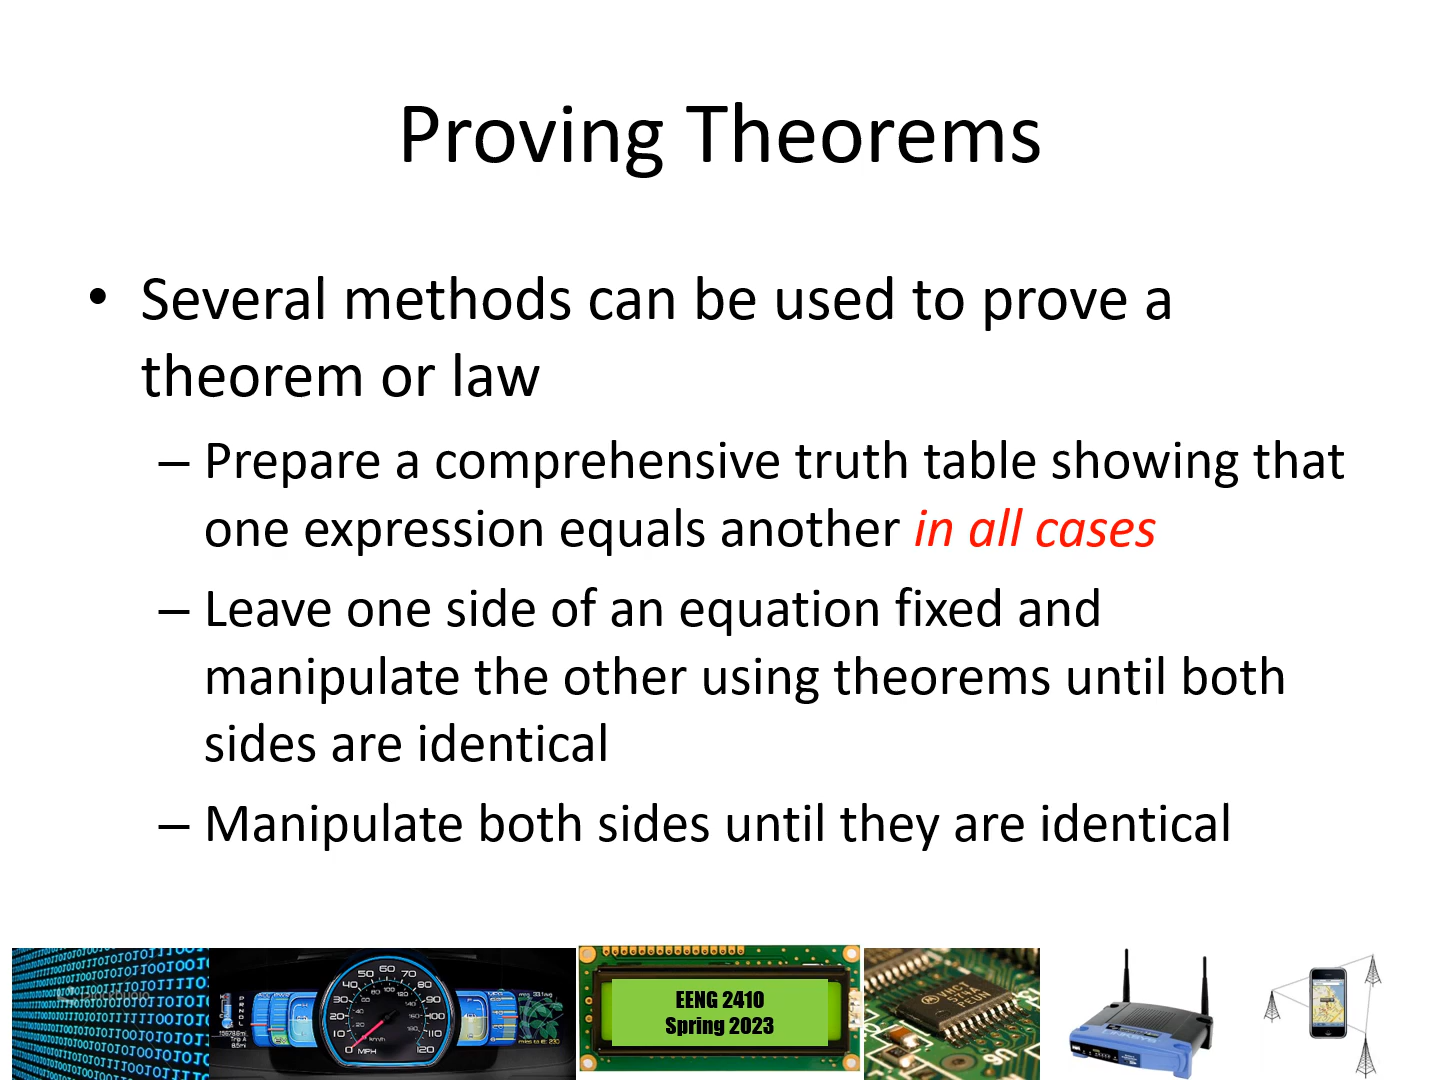 Proving Theorems
• Several methods can be used to prove a
theorem or law
– Prepare a comprehensive truth table showing that
one expression equals another in all cases
– Leave one side of an equation fixed and
manipulate the other using theorems until both
sides are identical
– Manipulate both sides until they are identical
EENG 2410
Spring 2023